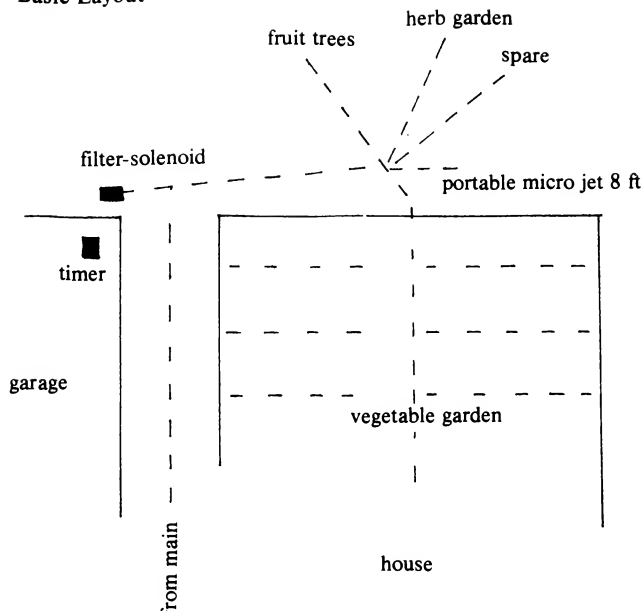 Basic Layout
herb garden
fruit trees
spare
filter-solenoid
portable micro jet 8 ft
timer
garage
vegetable garden
from main
house